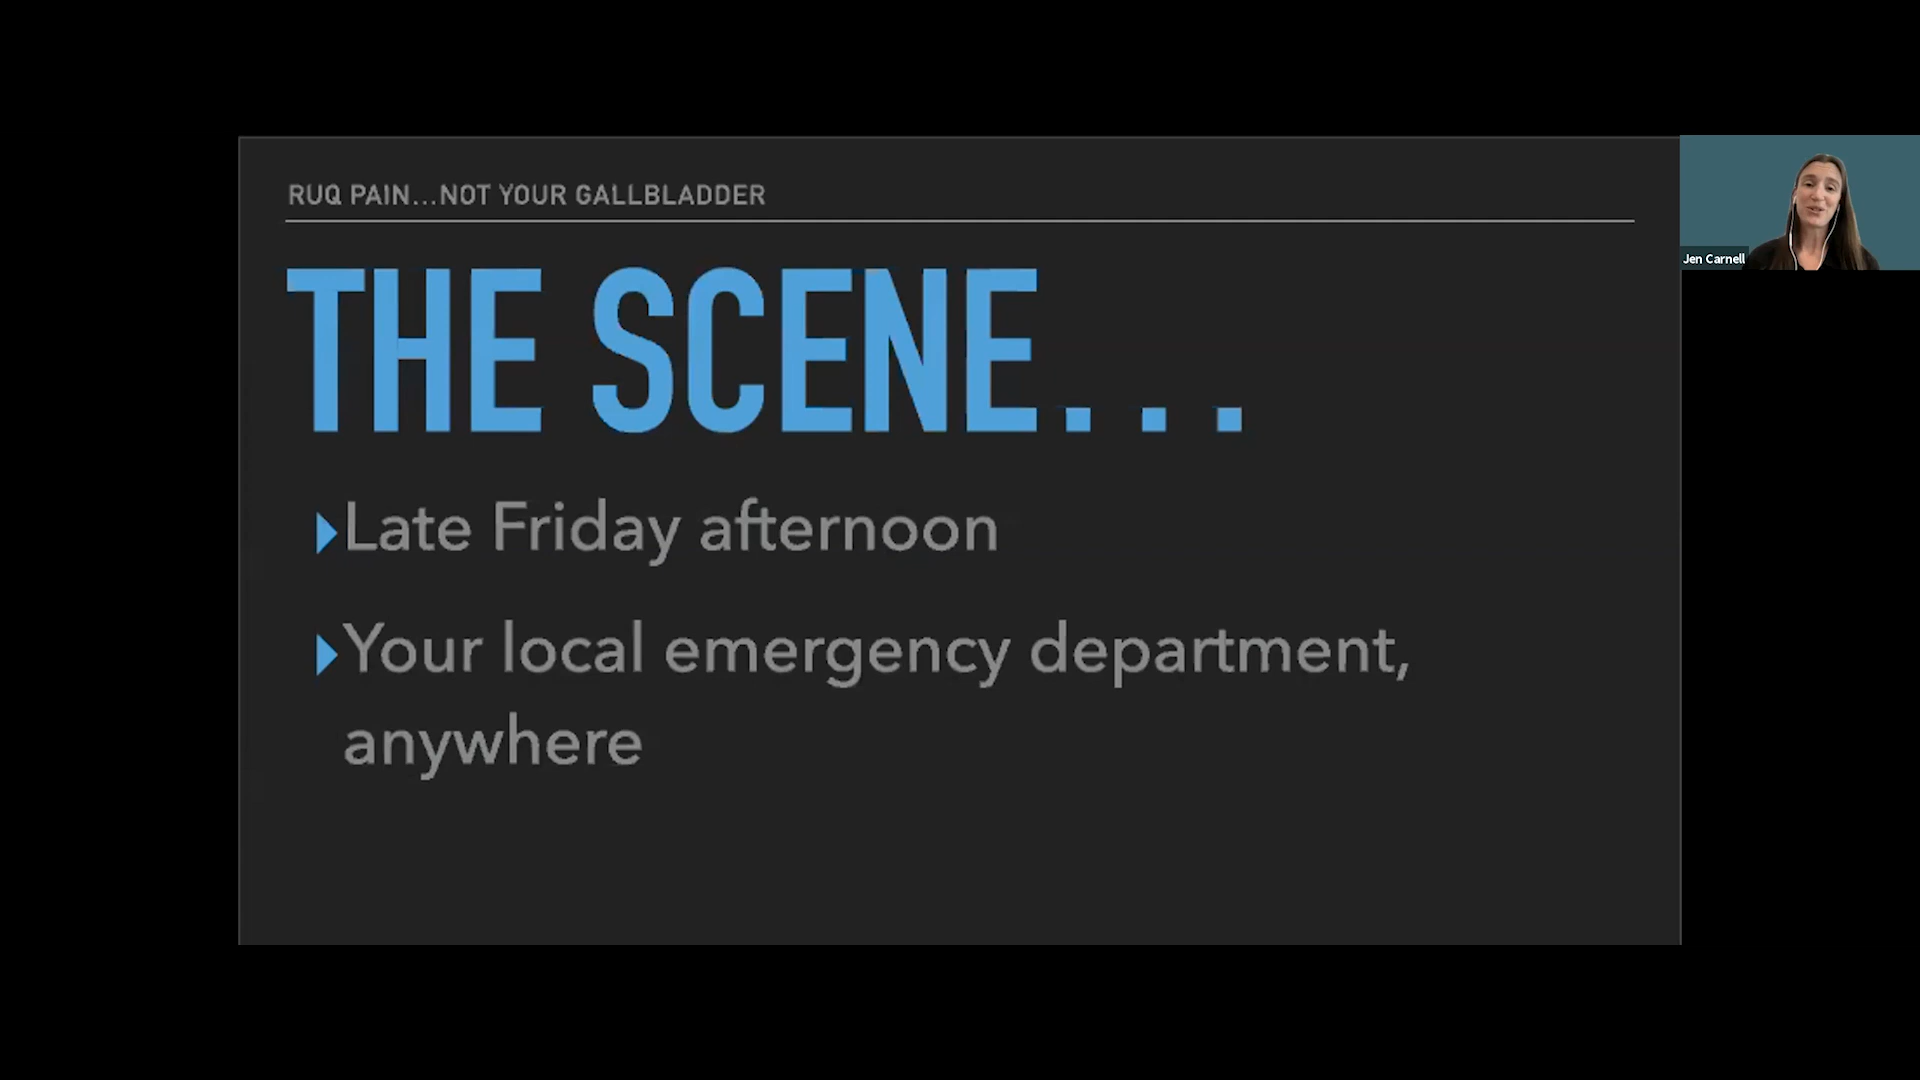 RUQ PAIN...NOT YOUR GALLBLADDER
THE SCENE...
Late Friday afternoon
Your local emergency department,
anywhere
Jen Carnell